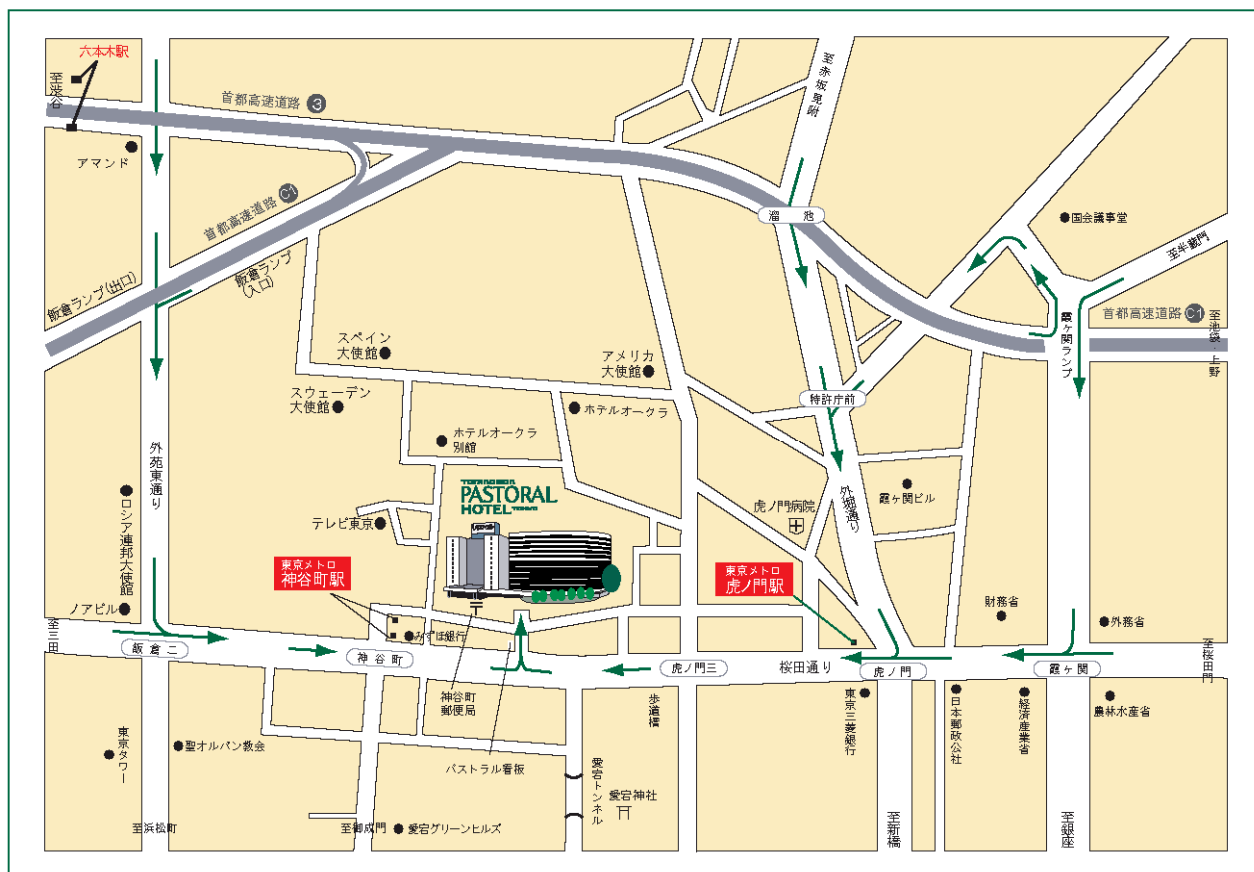 六本木駅
至渋谷
首都高速道路 3
アマンド
首都高速道路 C1
飯倉ランプ(出口)
飯倉ランプ
(入口)
至赤坂見附
溜池
国会議事堂
至半蔵門
首都高速道路 C1
至池袋・上野
霞ヶ関ランプ
スペイン
大使館
アメリカ
大使館
スウェーデン
大使館
ホテルオークラ
特許庁前
ホテルオークラ
別館
外苑東通り
ロシア連邦大使館
PASTORAL
HOTEL
テレビ東京
虎ノ門病院
外堀通り
霞ヶ関ビル
東京メトロ
神谷町駅
東京メトロ
虎ノ門駅
ノアビル
財務省
外務省
至三田
飯倉二
神谷町
みずほ銀行
虎ノ門三
桜田通り
虎ノ門
霞ヶ関
至桜田門
神谷町
郵便局
歩道橋
東京三菱銀行
日本郵政公社
経済産業省
農林水産省
東京タワー
聖オルバン教会
パストラル看板
愛宕トンネル
愛宕神社
至浜松町
至御成門
愛宕グリーンヒルズ
至新橋
至銀座